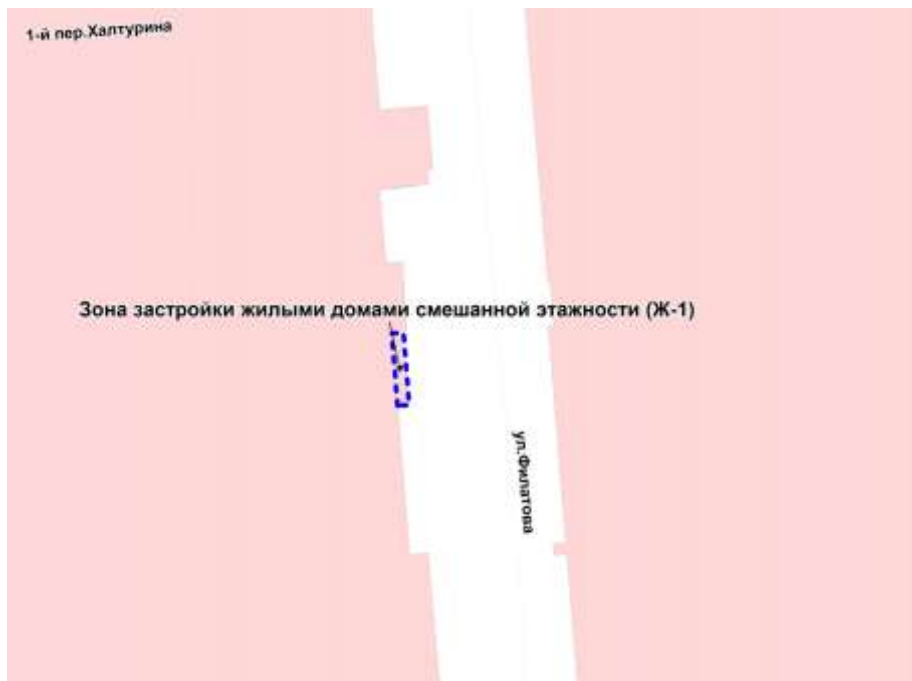 1-й пер.Халтурина
Зона застройки жилыми домами смешанной этажности (Ж-1)
ул.Филатова